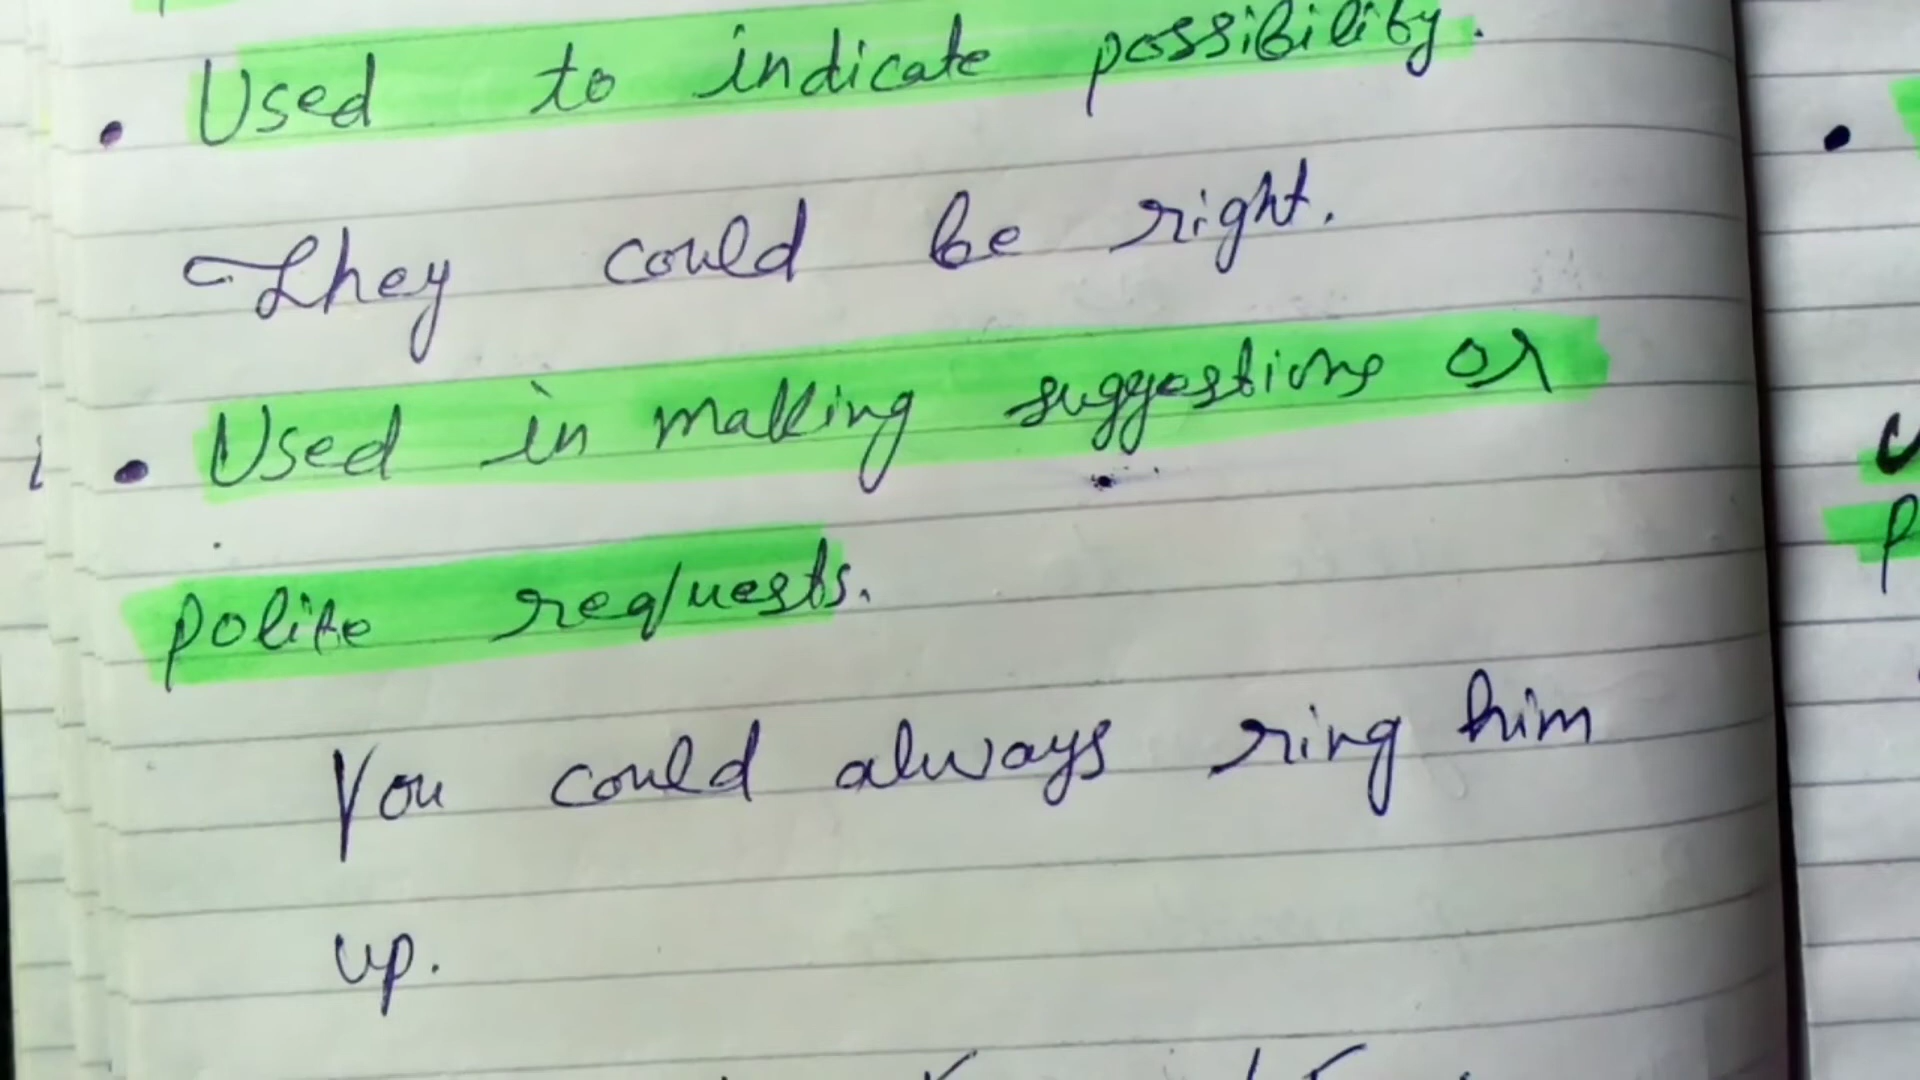 • Used to indicate possibility.
They could be right.
• Used in making suggestions or
polite requests.
You could always ring him
up.